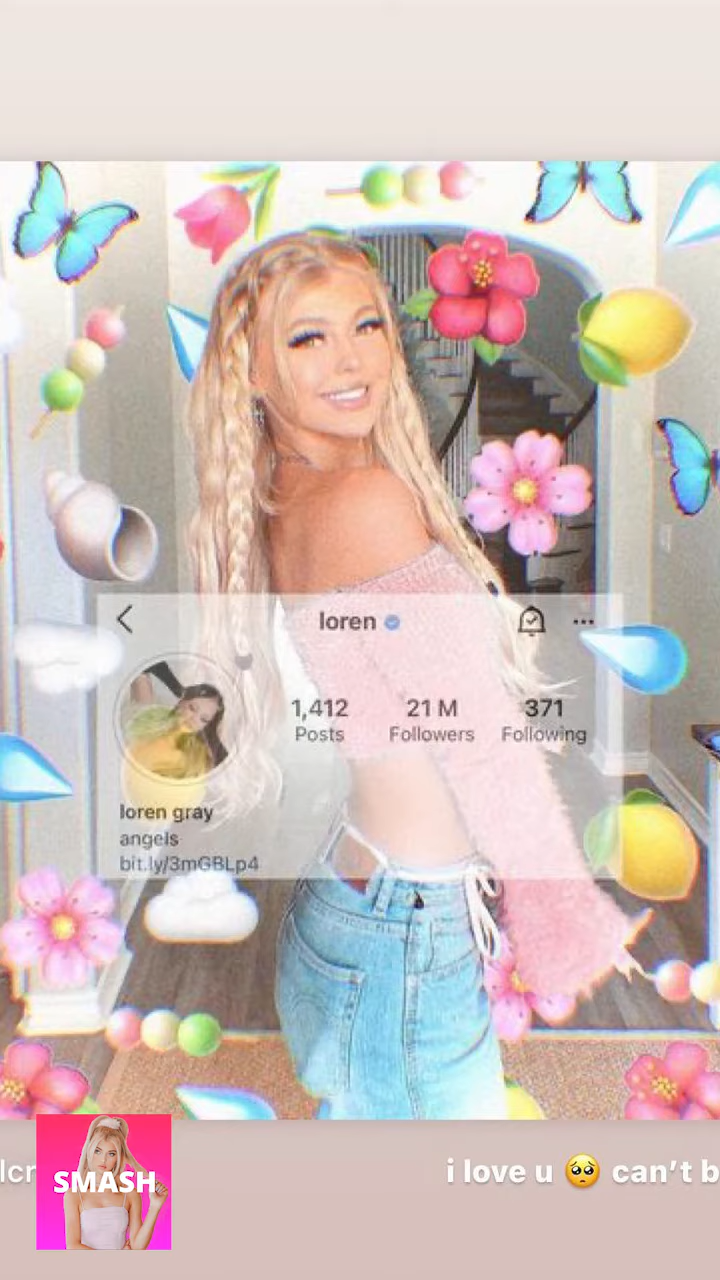 loren
1,412 21 M 371
Posts Followers Following
loren gray
angels
bit.ly/3mGBLp4
i love u 🥺 can't b
SMASH